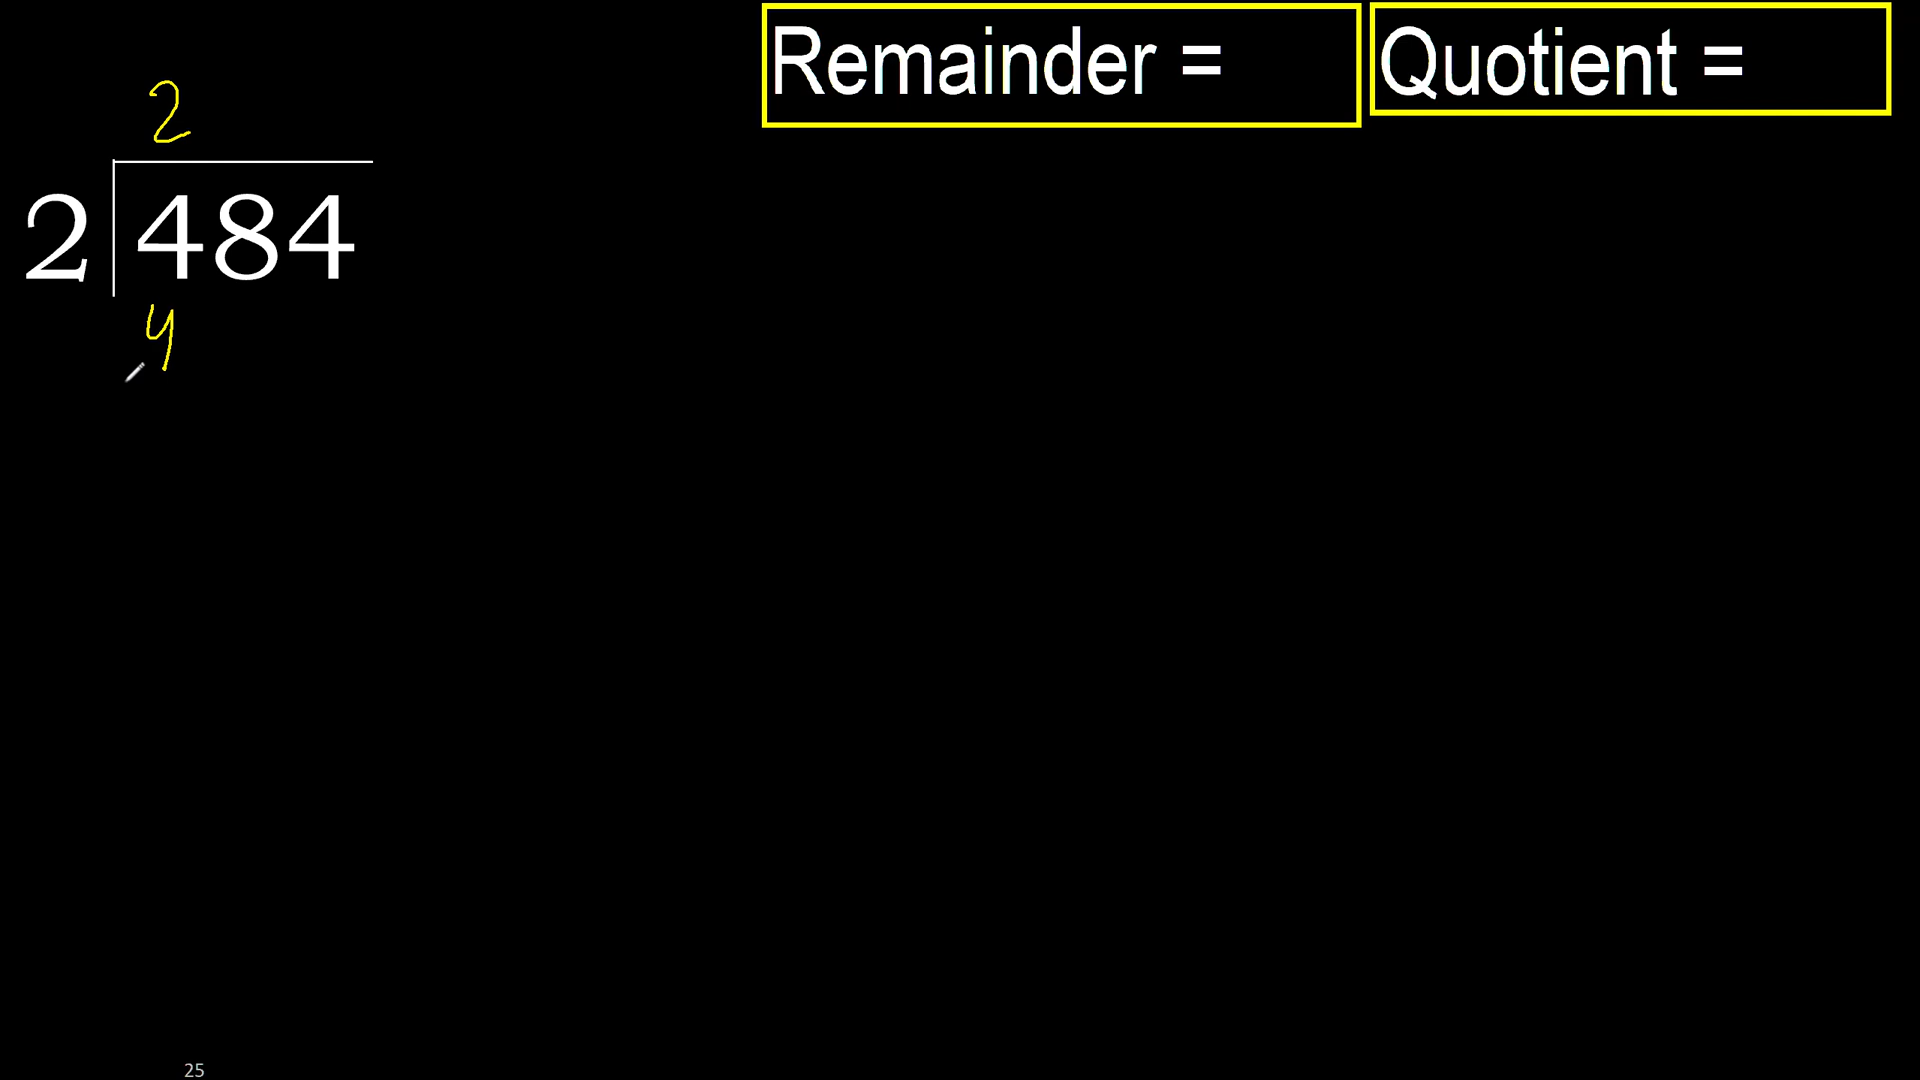 Remainder = Quotient =
2
2 484
4
25